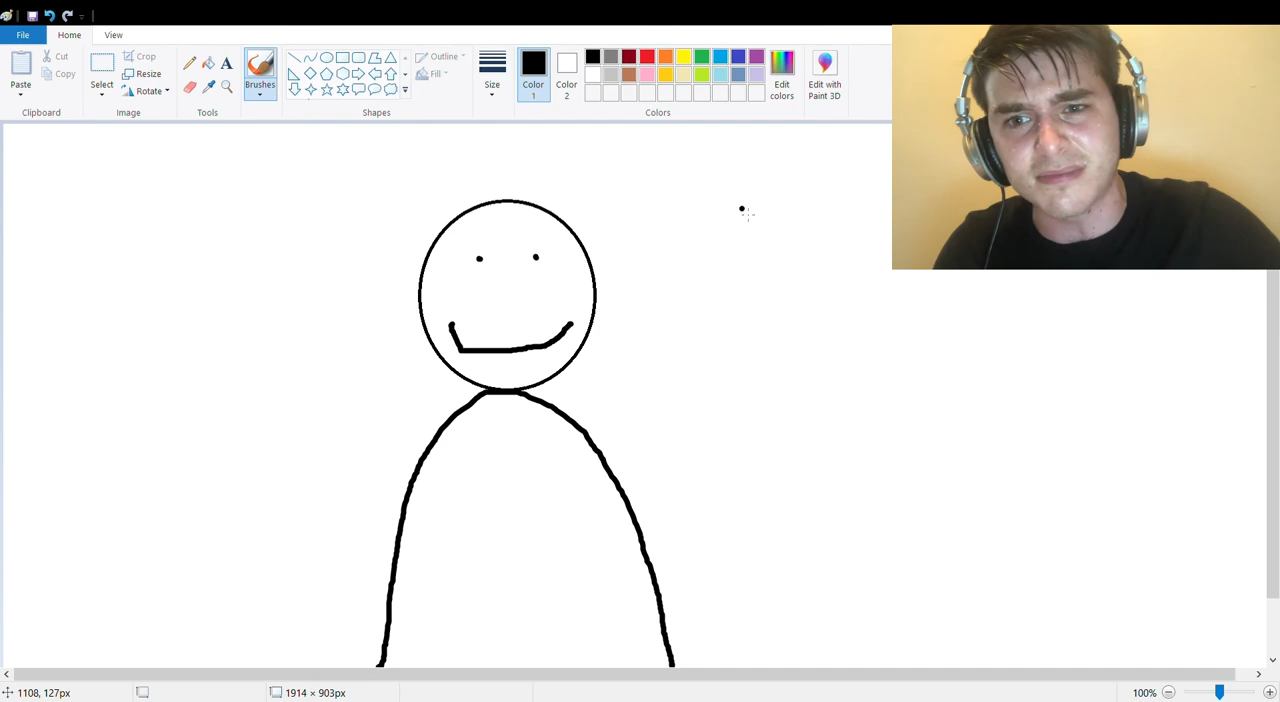 File Home View
Cut Crop Outline
Copy Resize Fill
Paste Select Rotate Brushes Size Color 1 Color 2 Edit colors Edit with Paint 3D
Clipboard Image Tools Shapes Colors
1108, 127px 1914 × 903px 100%